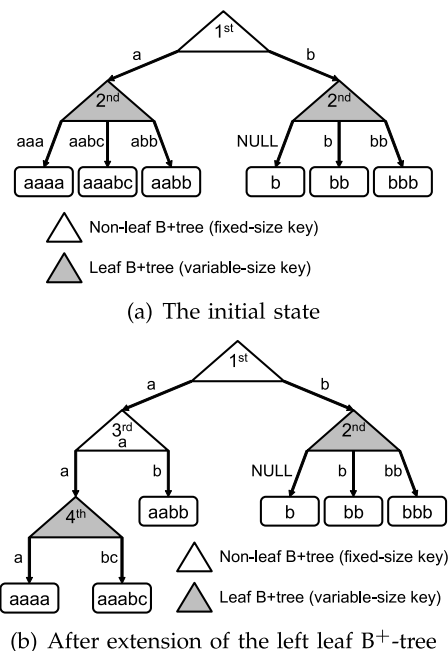 1st
a b
2nd 2nd
aaa aabc abb NULL b bb
aaaa aaabc aabb b bb bbb
Non-leaf B+tree (fixed-size key)
Leaf B+tree (variable-size key)
(a) The initial state
1st
a b
3rd 2nd
a
a b NULL b bb
4th aabb b bb bbb
a bc
Non-leaf B+tree (fixed-size key)
aaaa aaabc Leaf B+tree (variable-size key)
(b) After extension of the left leaf B+-tree